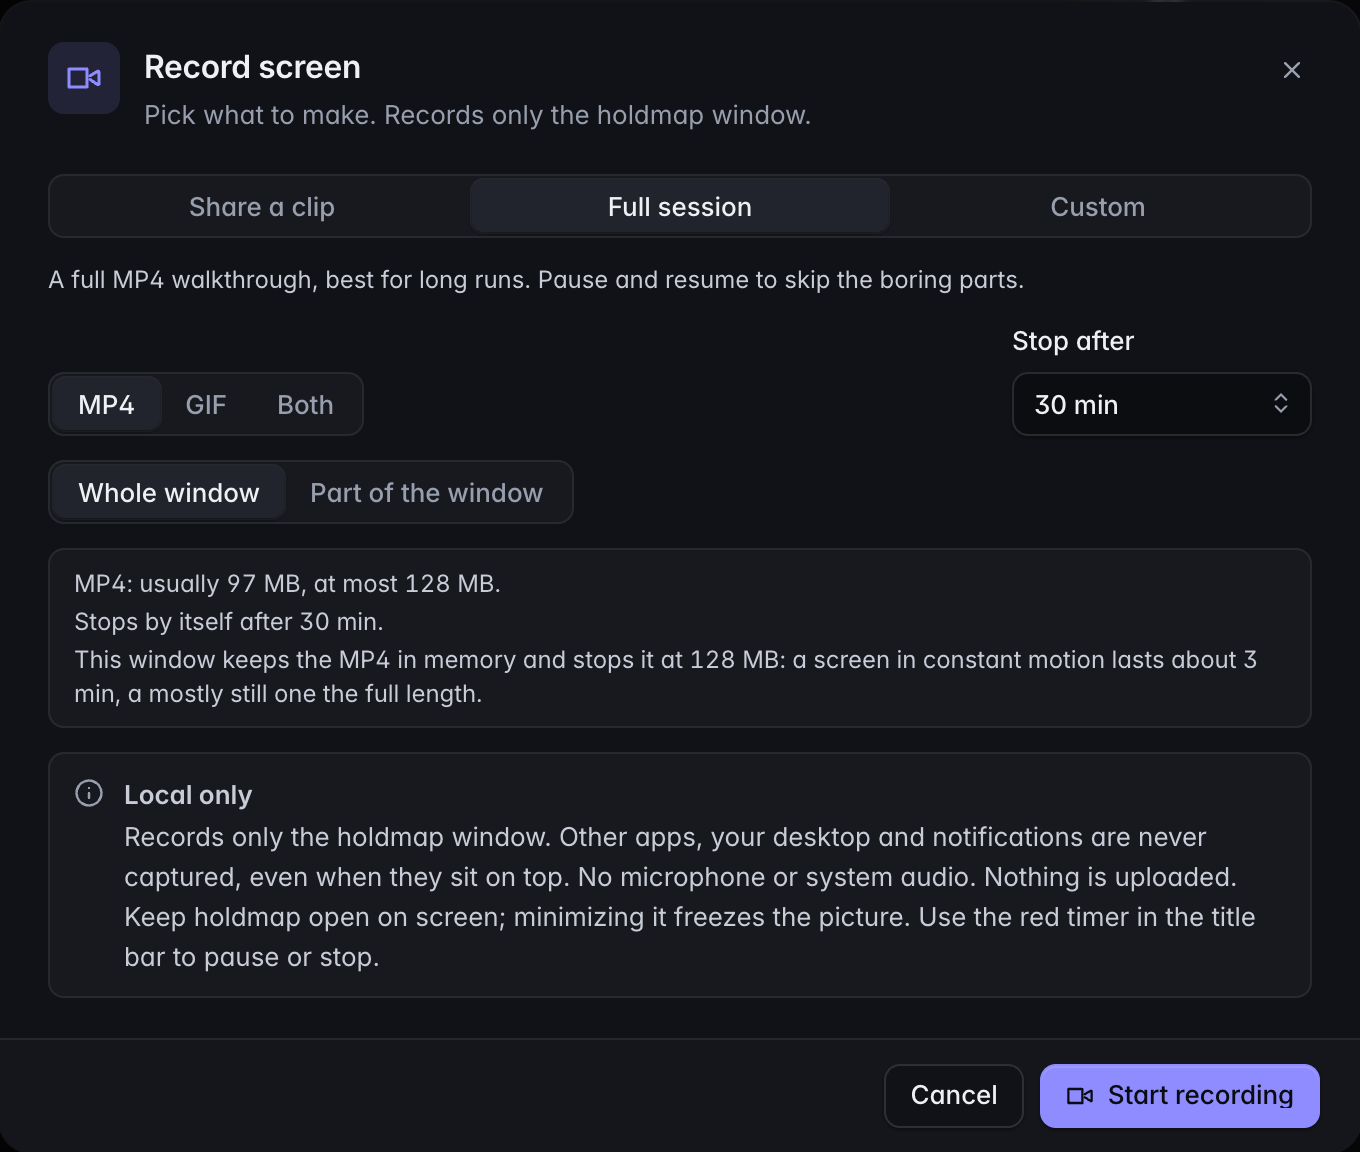 Record screen
Pick what to make. Records only the holdmap window.
Share a clip
Full session
Custom
A full MP4 walkthrough, best for long runs. Pause and resume to skip the boring parts.
Stop after
MP4
GIF
Both
30 min
Whole window
Part of the window
MP4: usually 97 MB, at most 128 MB.
Stops by itself after 30 min.
This window keeps the MP4 in memory and stops it at 128 MB: a screen in constant motion lasts about 3
min, a mostly still one the full length.
Local only
Records only the holdmap window. Other apps, your desktop and notifications are never
captured, even when they sit on top. No microphone or system audio. Nothing is uploaded.
Keep holdmap open on screen; minimizing it freezes the picture. Use the red timer in the title
bar to pause or stop.
Cancel
Start recording